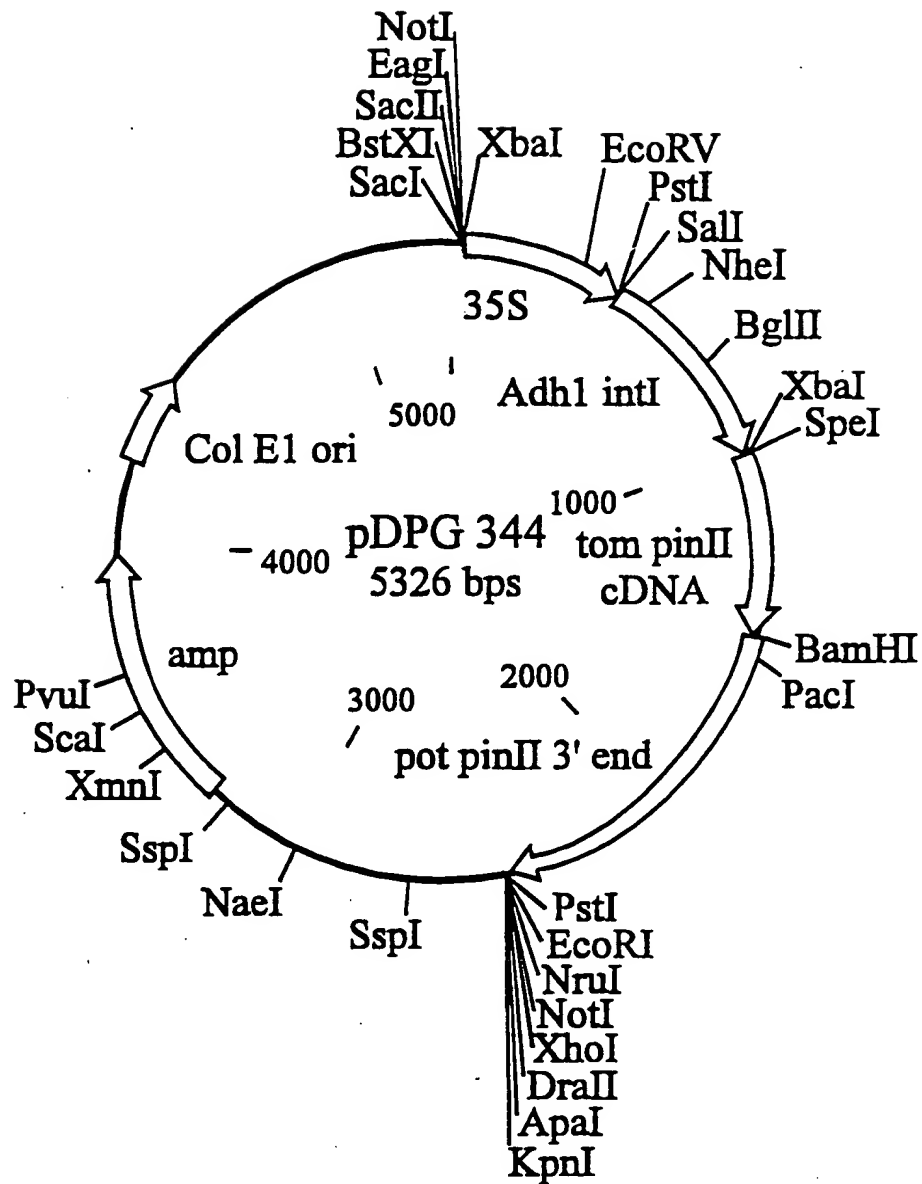 NotI
EagI
SacII
BstXI
SacI
XbaI
EcoRV
PstI
SalI
NheI
BglII
XbaI
SpeI
35S
Adh1 intI
5000
Col E1 ori
1000
pDPG 344
5326 bps
tom pinII
cDNA
4000
amp
BamHI
PacI
2000
3000
pot pinII 3' end
PvuI
ScaI
XmnI
SspI
NaeI
SspI
PstI
EcoRI
NruI
NotI
XhoI
DraII
ApaI
KpnI